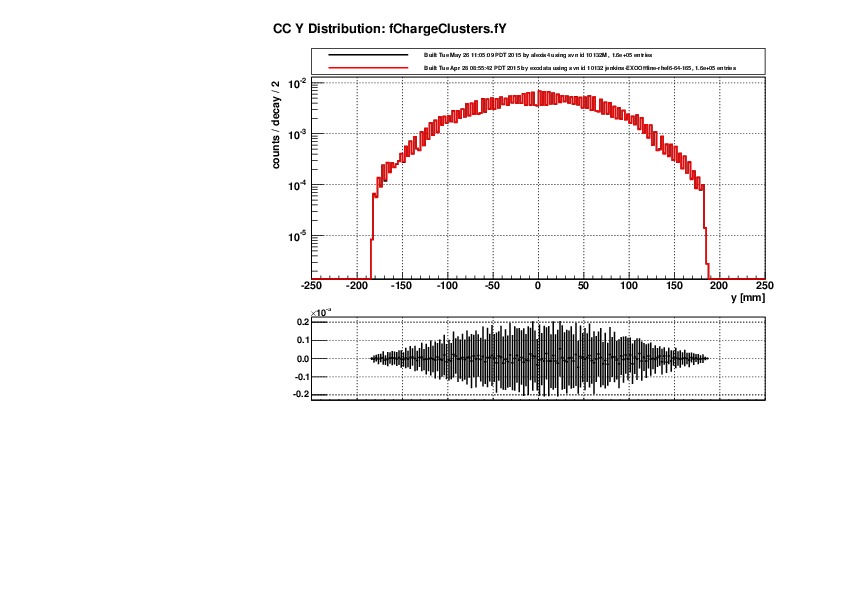 CC Y Distribution: fChargeClusters.fY
Built Tue May 26 11:05:09 PDT 2015 by alexis4 using svn id 10132M, 1.6e+05 entries
Built Tue Apr 28 08:55:42 PDT 2015 by exodata using svn id 10132 jenkins-EXOOffline-rhel6-64-165, 1.6e+05 entries
counts / decay / 2
10-2
10-3
10-4
10-5
-250 -200 -150 -100 -50 0 50 100 150 200 250
y [mm]
0.2
0.1
0.0
-0.1
-0.2